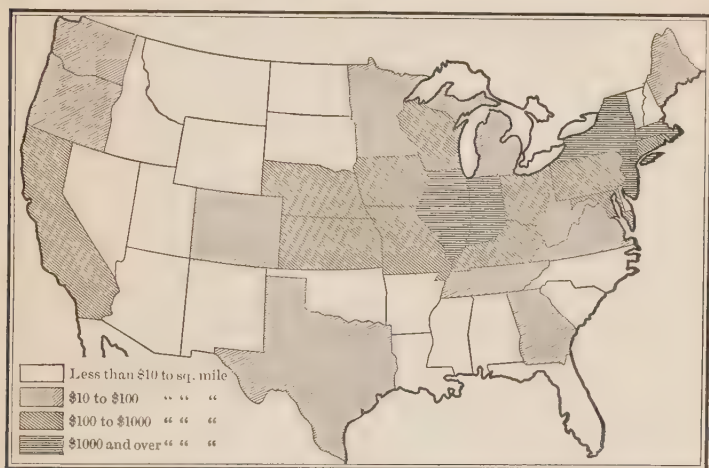 Less than $10 to sq. mile
$10 to $100 “ “ “
$100 to $1000 “ “ “
$1000 and over “ “ “